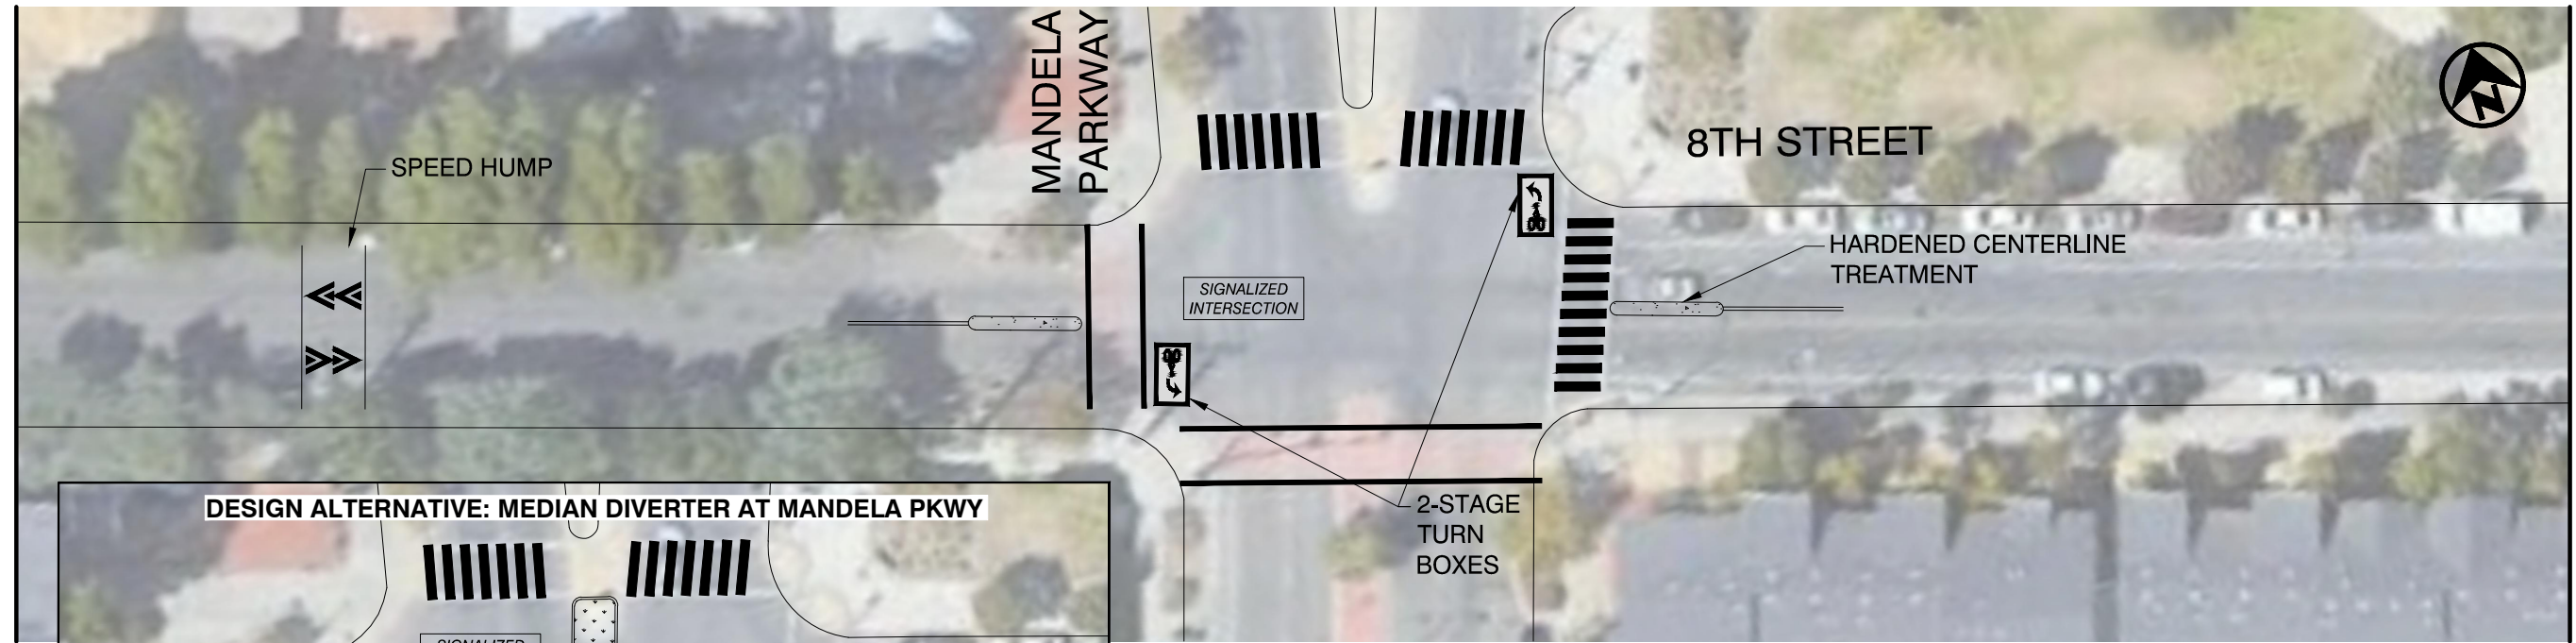 MANDELA
PARKWAY
8TH STREET
N
SPEED HUMP
HARDENED CENTERLINE
TREATMENT
SIGNALIZED
INTERSECTION
2-STAGE
TURN
BOXES
DESIGN ALTERNATIVE: MEDIAN DIVERTER AT MANDELA PKWY
SIGNALIZED